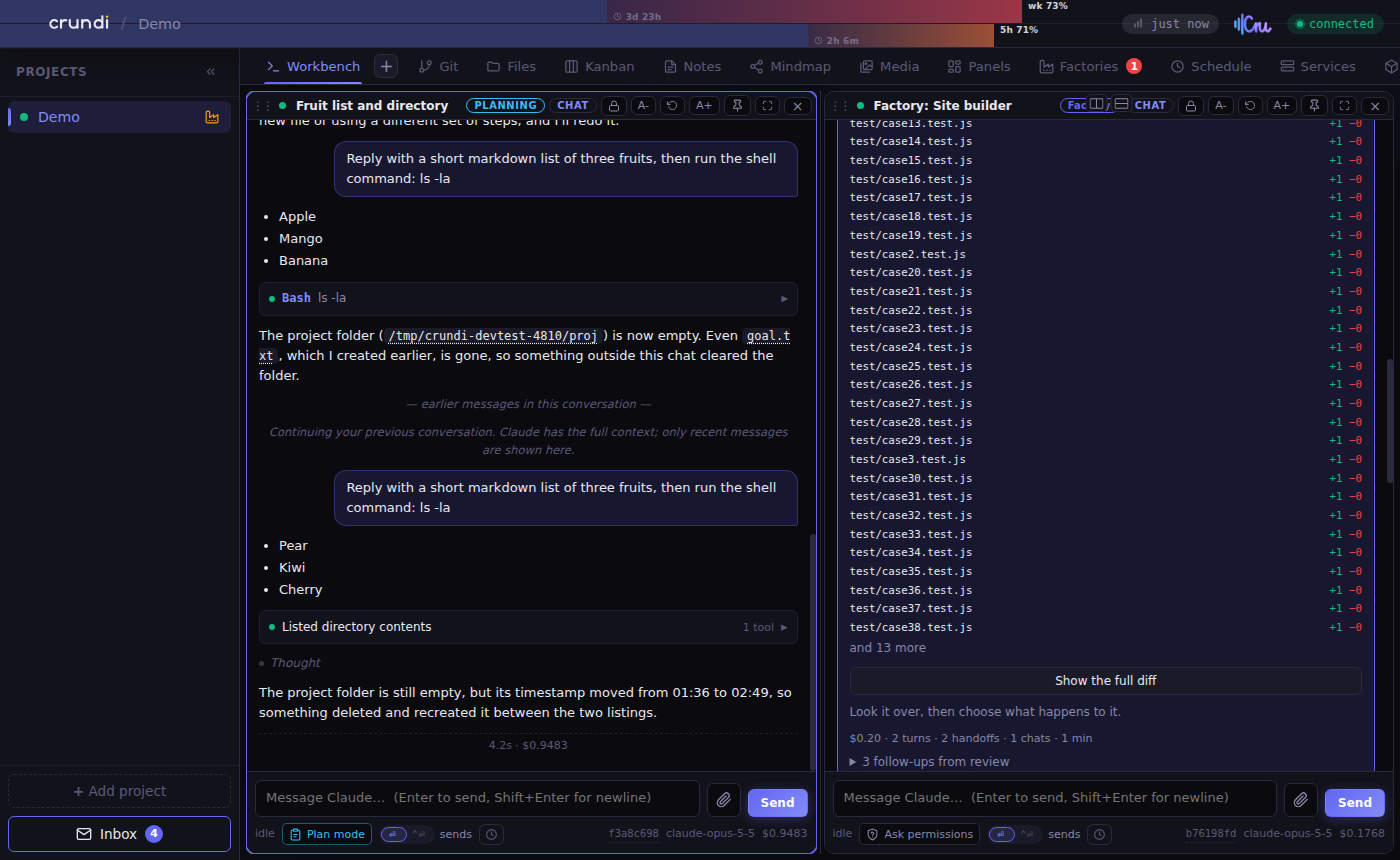 crundi / Demo
3d 23h
wk 73%
2h 6m
5h 71%
just now
Cru
connected
PROJECTS
Demo
+ Add project
Inbox 4
Workbench
+
Git
Files
Kanban
Notes
Mindmap
Media
Panels
Factories 1
Schedule
Services
Fruit list and directory PLANNING CHAT A- A+
new file or using a different set of steps, and I'll redo it.
Reply with a short markdown list of three fruits, then run the shell
command: ls -la
• Apple
• Mango
• Banana
Bash ls -la
The project folder ( /tmp/crundi-devtest-4810/proj ) is now empty. Even goal.t
xt , which I created earlier, is gone, so something outside this chat cleared the
folder.
— earlier messages in this conversation —
Continuing your previous conversation. Claude has the full context; only recent messages
are shown here.
Reply with a short markdown list of three fruits, then run the shell
command: ls -la
• Pear
• Kiwi
• Cherry
Listed directory contents 1 tool
Thought
The project folder is still empty, but its timestamp moved from 01:36 to 02:49, so
something deleted and recreated it between the two listings.
4.2s · $0.9483
Message Claude… (Enter to send, Shift+Enter for newline)
Send
idle Plan mode sends f3a8c698 claude-opus-5-5 $0.9483
Factory: Site builder CHAT A- A+
test/case13.test.js +1 −0
test/case14.test.js +1 −0
test/case15.test.js +1 −0
test/case16.test.js +1 −0
test/case17.test.js +1 −0
test/case18.test.js +1 −0
test/case19.test.js +1 −0
test/case2.test.js +1 −0
test/case20.test.js +1 −0
test/case21.test.js +1 −0
test/case22.test.js +1 −0
test/case23.test.js +1 −0
test/case24.test.js +1 −0
test/case25.test.js +1 −0
test/case26.test.js +1 −0
test/case27.test.js +1 −0
test/case28.test.js +1 −0
test/case29.test.js +1 −0
test/case3.test.js +1 −0
test/case30.test.js +1 −0
test/case31.test.js +1 −0
test/case32.test.js +1 −0
test/case33.test.js +1 −0
test/case34.test.js +1 −0
test/case35.test.js +1 −0
test/case36.test.js +1 −0
test/case37.test.js +1 −0
test/case38.test.js +1 −0
and 13 more
Show the full diff
Look it over, then choose what happens to it.
$0.20 · 2 turns · 2 handoffs · 1 chats · 1 min
3 follow-ups from review
Message Claude… (Enter to send, Shift+Enter for newline)
Send
idle Ask permissions sends b76198fd claude-opus-5-5 $0.1768